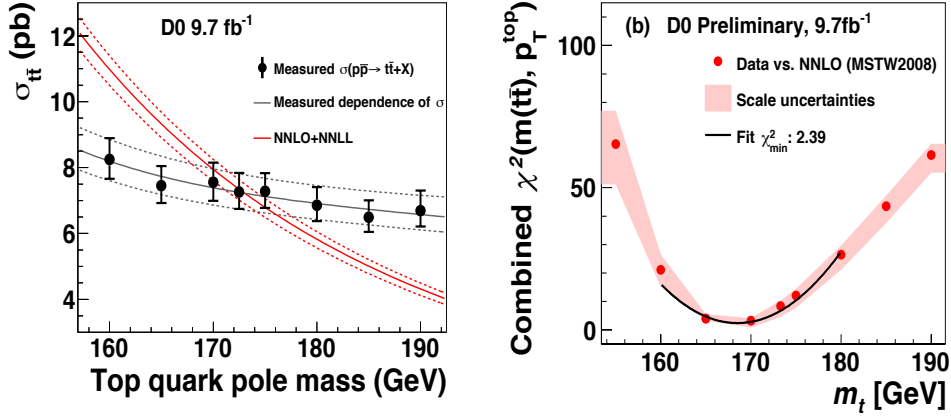 D0 9.7 fb⁻¹
σtt̄ (pb)
Measured σ(pp̄→ tt̄+X)
Measured dependence of σ
NNLO+NNLL
12
10
8
6
4
160 170 180 190
Top quark pole mass (GeV)
(b) D0 Preliminary, 9.7fb⁻¹
Combined χ²(m(tt̄), p_T^top)
Data vs. NNLO (MSTW2008)
Scale uncertainties
Fit χ²min: 2.39
100
50
0
160 170 180 190
m_t [GeV]